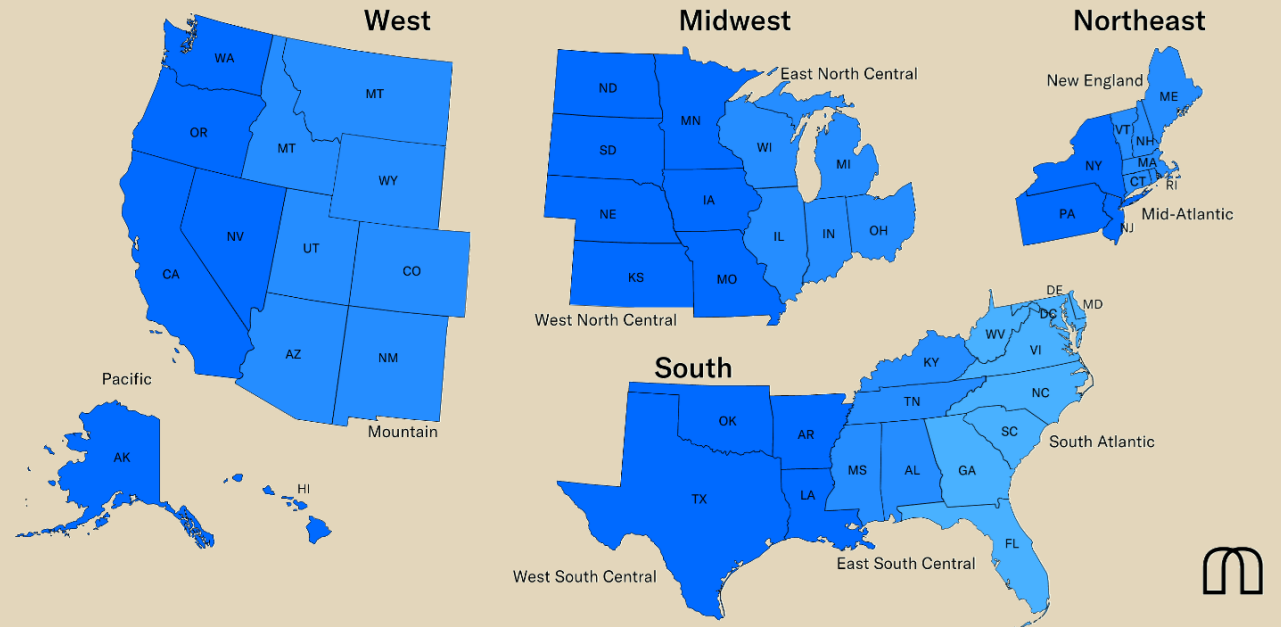 West
Midwest
Northeast
WA
MT
OR
MT
WY
NV
UT
CO
CA
AZ
NM
Pacific
Mountain
AK
HI
East North Central
ND
MN
SD
WI
MI
NE
IA
IL
IN
OH
KS
MO
West North Central
New England
ME
VT
NH
NY
MA
CT
RI
PA
NJ
Mid-Atlantic
South
DE
MD
DC
WV
VI
KY
NC
TN
OK
AR
SC
South Atlantic
MS
AL
GA
TX
LA
FL
East South Central
West South Central